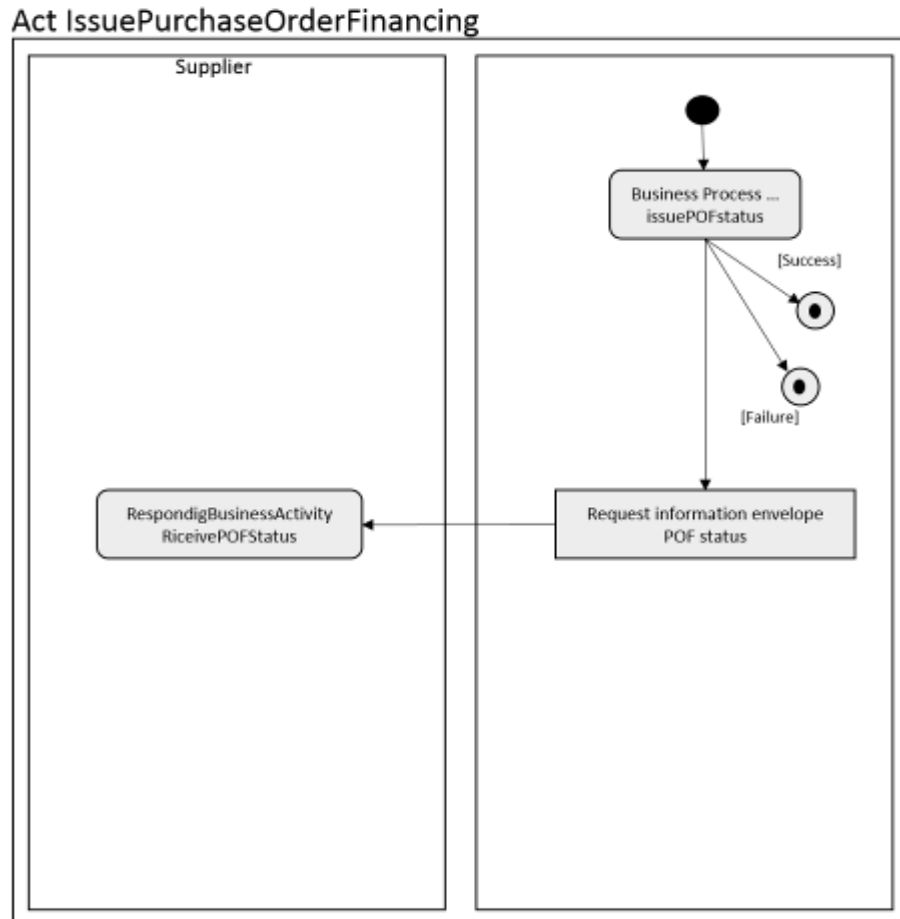 Act IssuePurchaseOrderFinancing
Supplier
Business Process ...
issuePOFstatus
[Success]
[Failure]
RespondigBusinessActivity
RiceivePOFStatus
Request information envelope
POF status